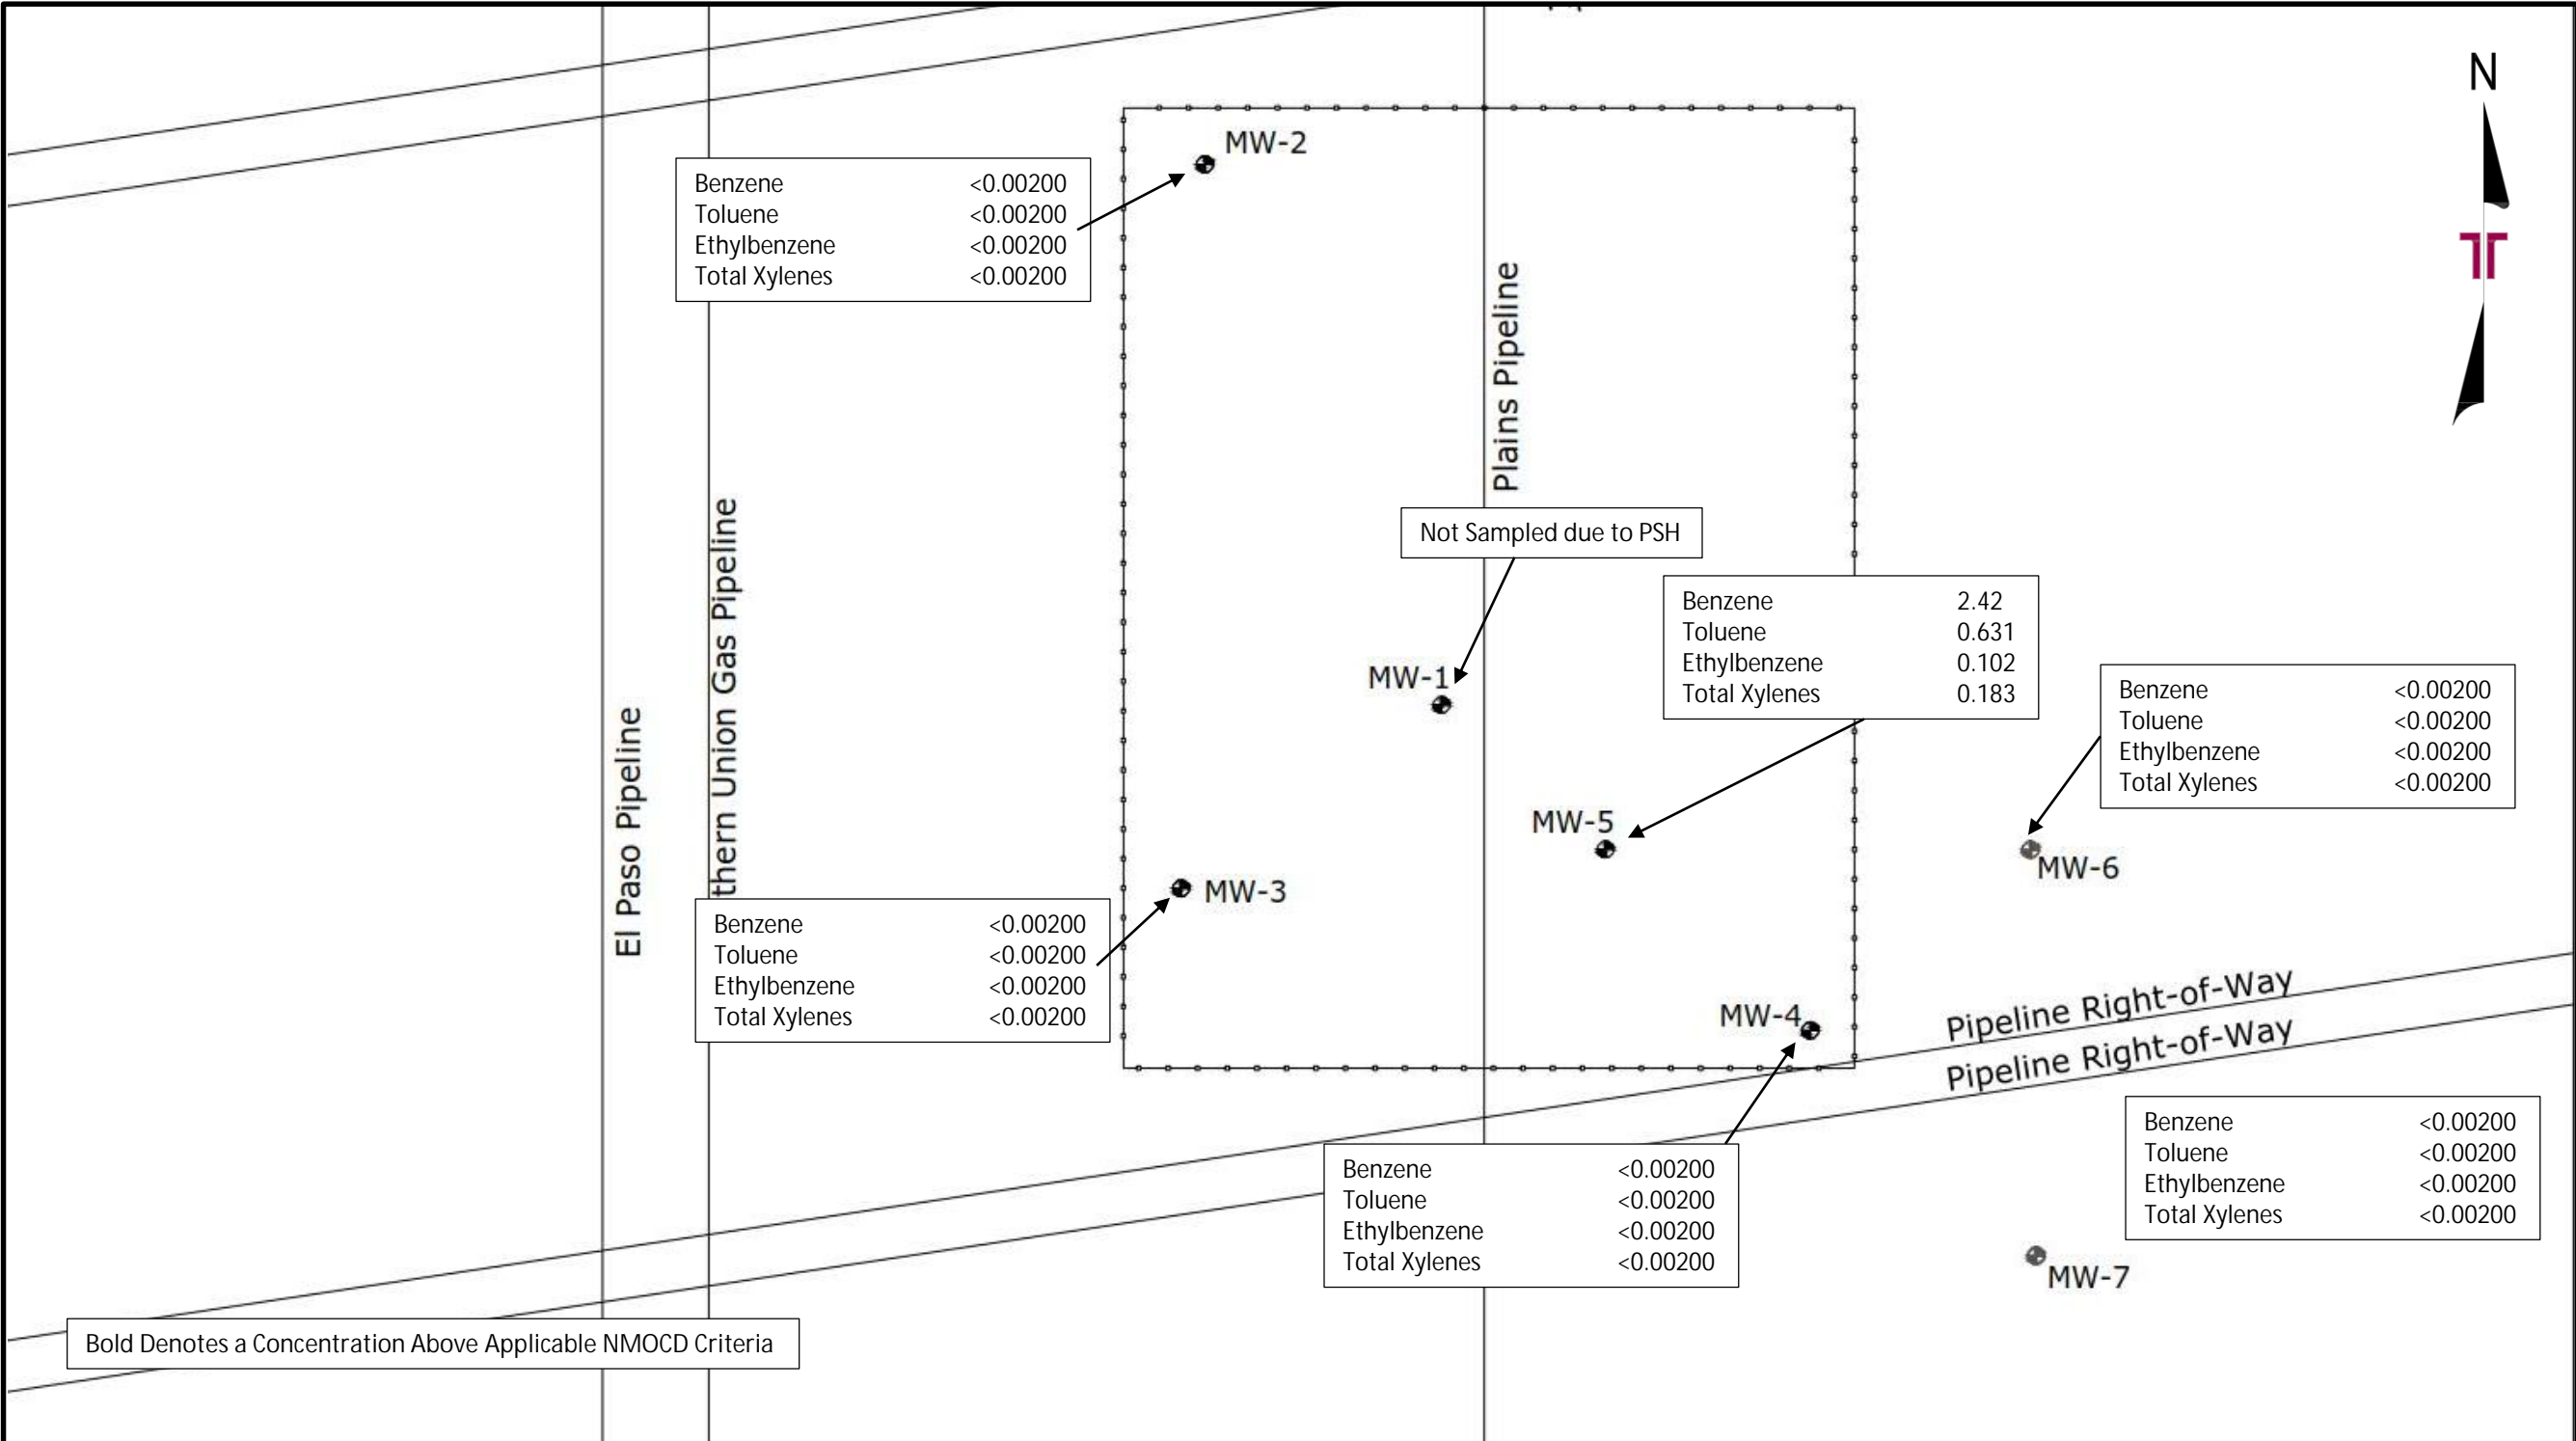 N
MW-2
Benzene <0.00200
Toluene <0.00200
Ethylbenzene <0.00200
Total Xylenes <0.00200
Plains Pipeline
thern Union Gas Pipeline
El Paso Pipeline
Not Sampled due to PSH
MW-1
Benzene 2.42
Toluene 0.631
Ethylbenzene 0.102
Total Xylenes 0.183
Benzene <0.00200
Toluene <0.00200
Ethylbenzene <0.00200
Total Xylenes <0.00200
MW-5
MW-6
MW-3
Benzene <0.00200
Toluene <0.00200
Ethylbenzene <0.00200
Total Xylenes <0.00200
MW-4
Pipeline Right-of-Way
Pipeline Right-of-Way
Benzene <0.00200
Toluene <0.00200
Ethylbenzene <0.00200
Total Xylenes <0.00200
Benzene <0.00200
Toluene <0.00200
Ethylbenzene <0.00200
Total Xylenes <0.00200
MW-7
Bold Denotes a Concentration Above Applicable NMOCD Criteria